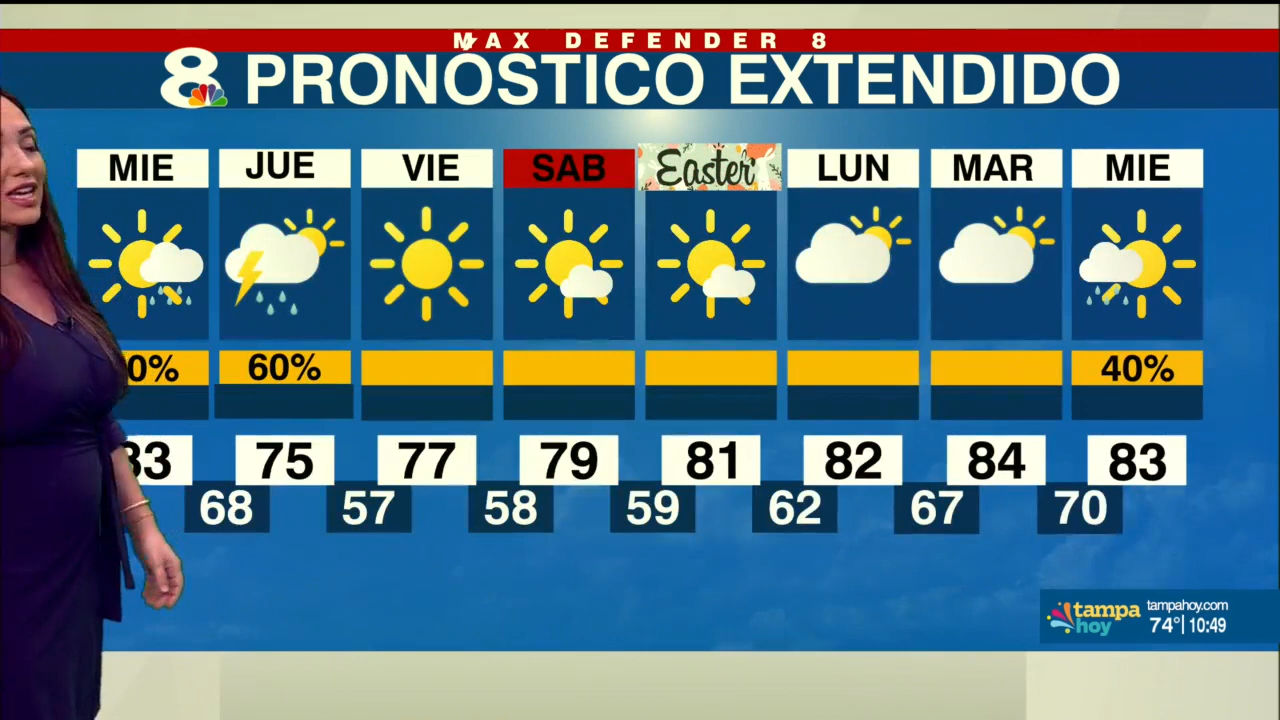 MAX DEFENDER 8
8 PRONÓSTICO EXTENDIDO
MIE JUE VIE SAB Easter LUN MAR MIE
60% 40%
75 77 79 81 82 84 83
68 57 58 59 62 67 70
tampa hoy
tampahoy.com
74° 10:49